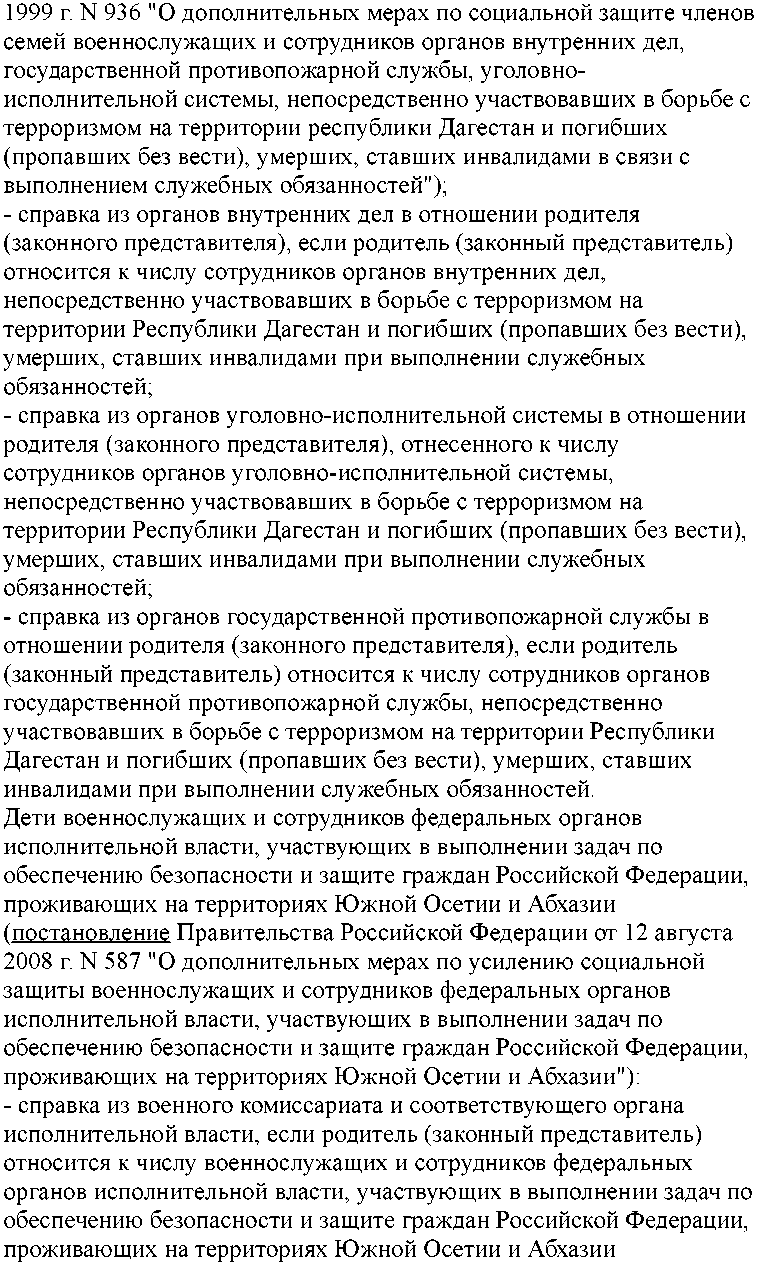 1999 г. N 936 "О дополнительных мерах по социальной защите членов
семей военнослужащих и сотрудников органов внутренних дел,
государственной противопожарной службы, уголовно-
исполнительной системы, непосредственно участвовавших в борьбе с
терроризмом на территории республики Дагестан и погибших
(пропавших без вести), умерших, ставших инвалидами в связи с
выполнением служебных обязанностей");
- справка из органов внутренних дел в отношении родителя
(законного представителя), если родитель (законный представитель)
относится к числу сотрудников органов внутренних дел,
непосредственно участвовавших в борьбе с терроризмом на
территории Республики Дагестан и погибших (пропавших без вести),
умерших, ставших инвалидами при выполнении служебных
обязанностей;
- справка из органов уголовно-исполнительной системы в отношении
родителя (законного представителя), отнесенного к числу
сотрудников органов уголовно-исполнительной системы,
непосредственно участвовавших в борьбе с терроризмом на
территории Республики Дагестан и погибших (пропавших без вести),
умерших, ставших инвалидами при выполнении служебных
обязанностей;
- справка из органов государственной противопожарной службы в
отношении родителя (законного представителя), если родитель
(законный представитель) относится к числу сотрудников органов
государственной противопожарной службы, непосредственно
участвовавших в борьбе с терроризмом на территории Республики
Дагестан и погибших (пропавших без вести), умерших, ставших
инвалидами при выполнении служебных обязанностей.
Дети военнослужащих и сотрудников федеральных органов
исполнительной власти, участвующих в выполнении задач по
обеспечению безопасности и защите граждан Российской Федерации,
проживающих на территориях Южной Осетии и Абхазии
(постановление Правительства Российской Федерации от 12 августа
2008 г. N 587 "О дополнительных мерах по усилению социальной
защиты военнослужащих и сотрудников федеральных органов
исполнительной власти, участвующих в выполнении задач по
обеспечению безопасности и защите граждан Российской Федерации,
проживающих на территориях Южной Осетии и Абхазии"):
- справка из военного комиссариата и соответствующего органа
исполнительной власти, если родитель (законный представитель)
относится к числу военнослужащих и сотрудников федеральных
органов исполнительной власти, участвующих в выполнении задач по
обеспечению безопасности и защите граждан Российской Федерации,
проживающих на территориях Южной Осетии и Абхазии